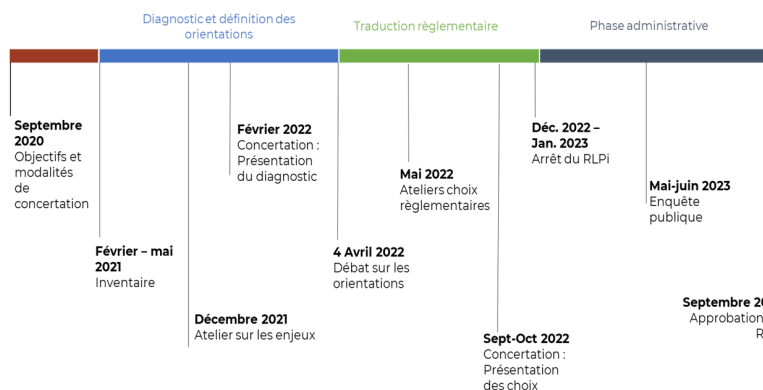 Diagnostic et définition des
orientations
Traduction règlementaire
Phase administrative
Septembre
2020
Objectifs et
modalités
de
concertation
Février – mai
2021
Inventaire
Décembre 2021
Atelier sur les enjeux
Février 2022
Concertation :
Présentation
du diagnostic
4 Avril 2022
Débat sur les
orientations
Mai 2022
Ateliers choix
règlementaires
Sept-Oct 2022
Concertation :
Présentation
des choix
Déc. 2022 –
Jan. 2023
Arrêt du RLPi
Mai-juin 2023
Enquête
publique
Septembre
Approbation